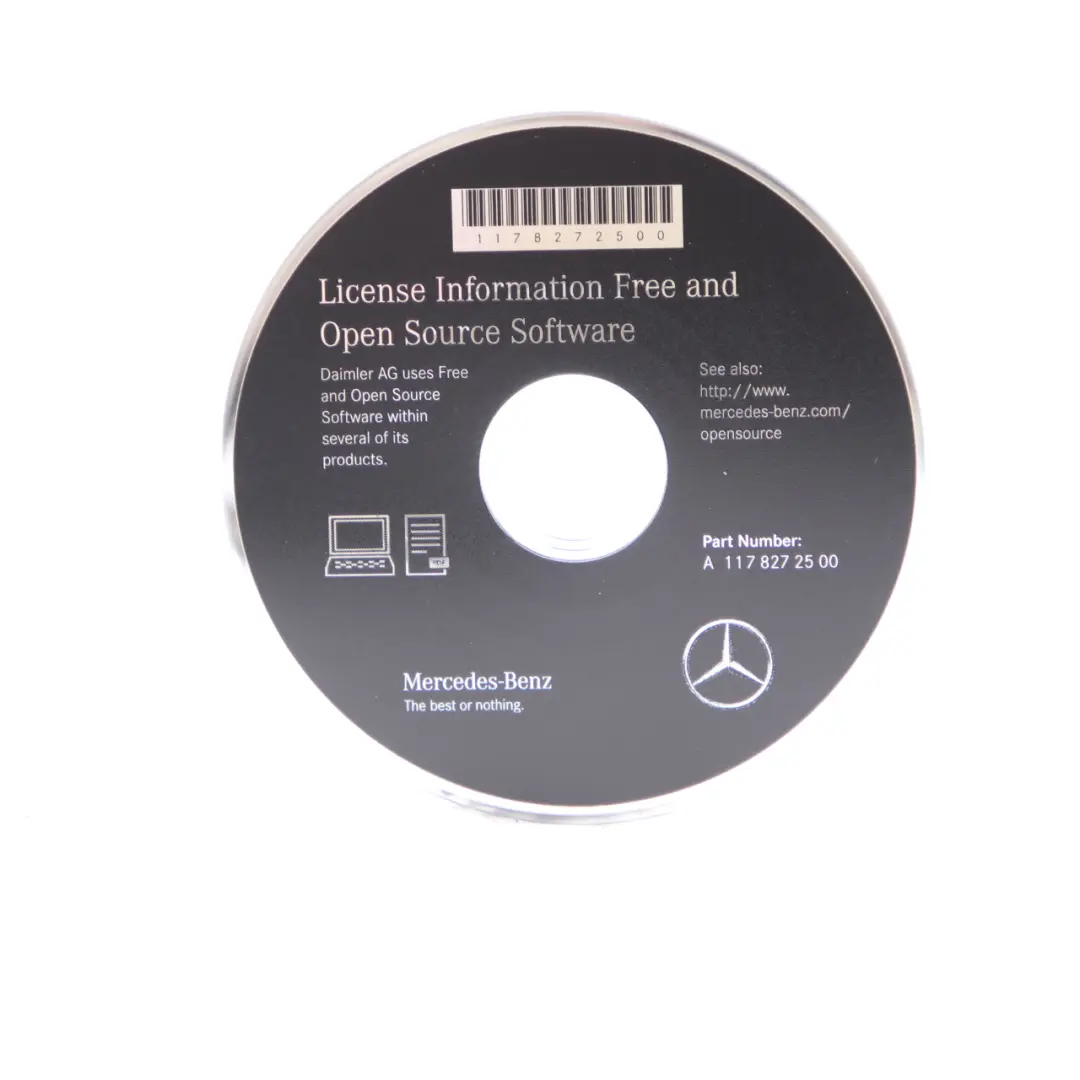 1178272500
License Information Free and
Open Source Software
Daimler AG uses Free
and Open Source
Software within
several of its
products.
See also:
http://www.
mercedes-benz.com/
opensource
PDF
Part Number:
A 117 827 25 00
Mercedes-Benz
The best or nothing.